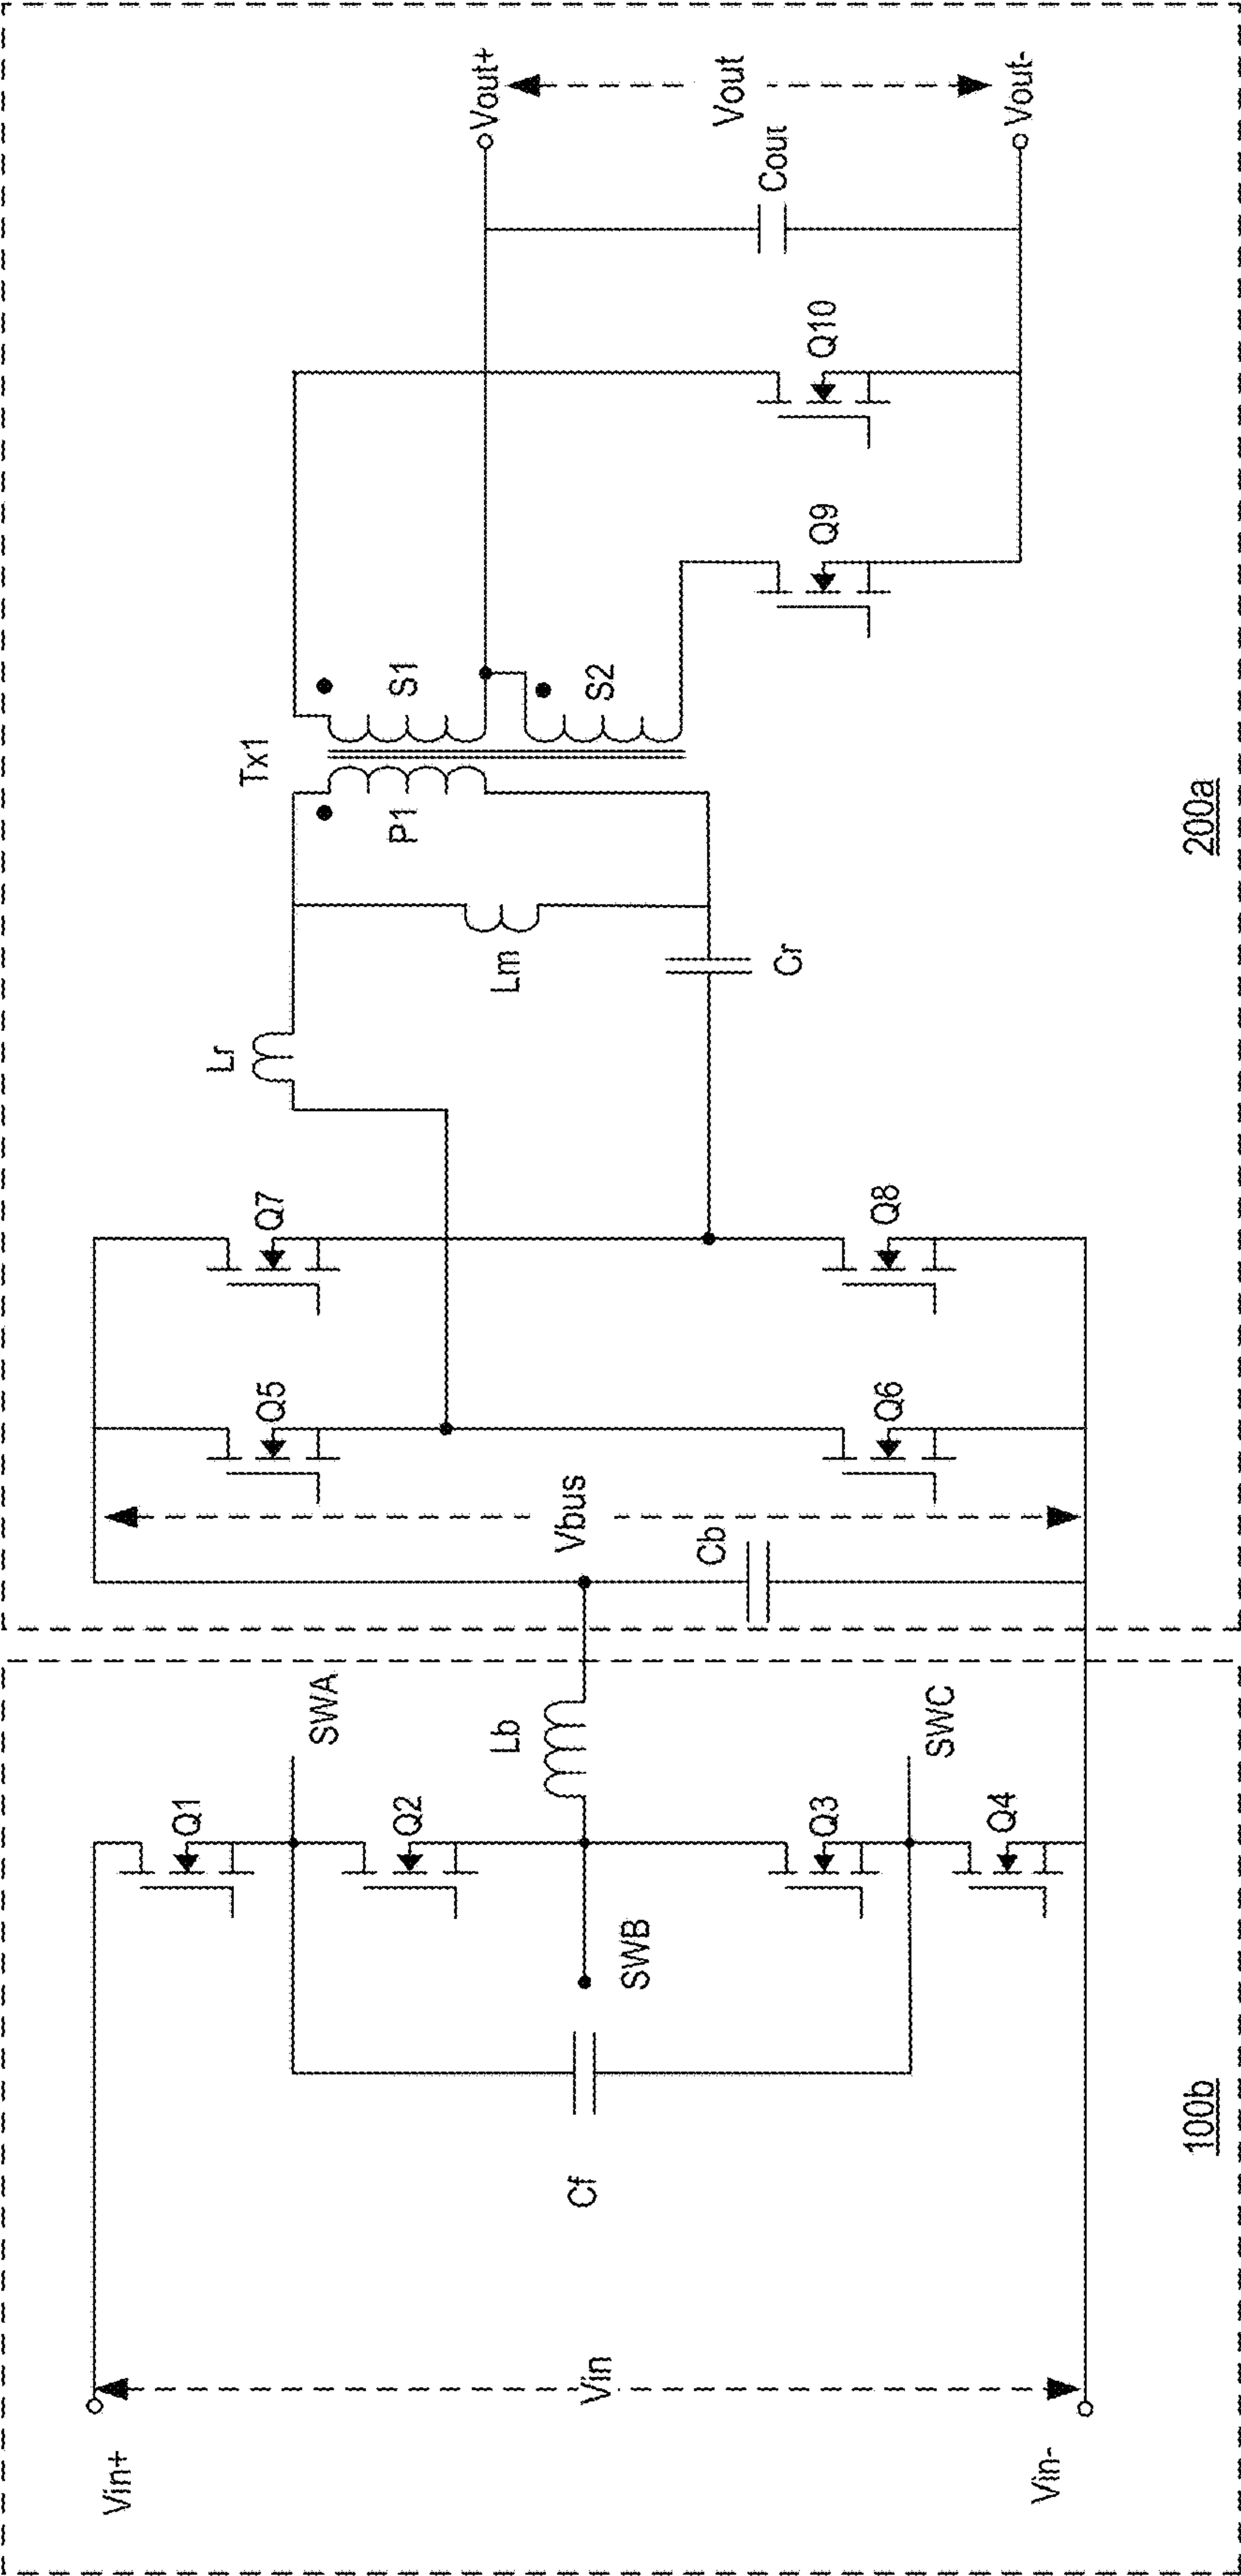 Vin+
Vin
Vin-
Cf
SWB
Q1
Q2
Q3
Q4
SWA
Lb
SWC
100b
Vbus
Cb
Q5
Q6
Q7
Q8
Lr
Lm
Cr
Tx1
P1
S1
S2
Q9
Q10
Cout
Vout+
Vout
Vout-
200a